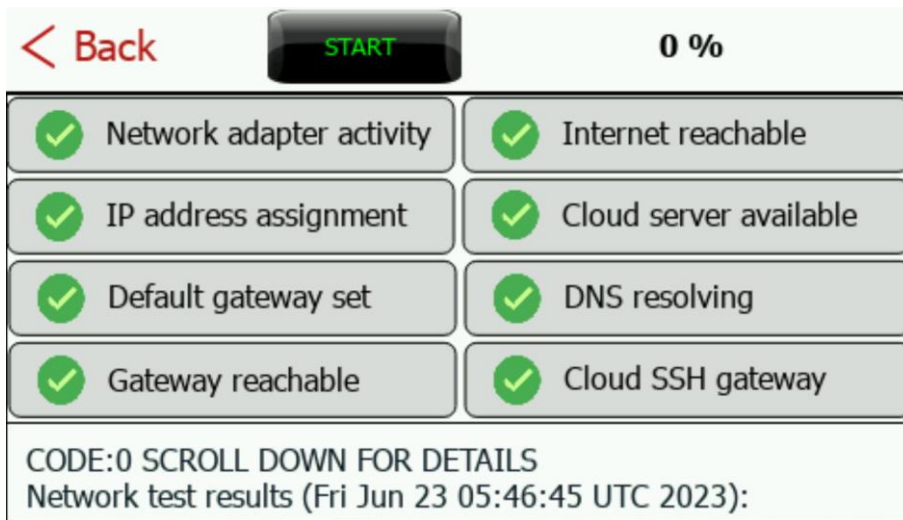 < Back START 0 %
Network adapter activity
Internet reachable
IP address assignment
Cloud server available
Default gateway set
DNS resolving
Gateway reachable
Cloud SSH gateway
CODE:0 SCROLL DOWN FOR DETAILS
Network test results (Fri Jun 23 05:46:45 UTC 2023):